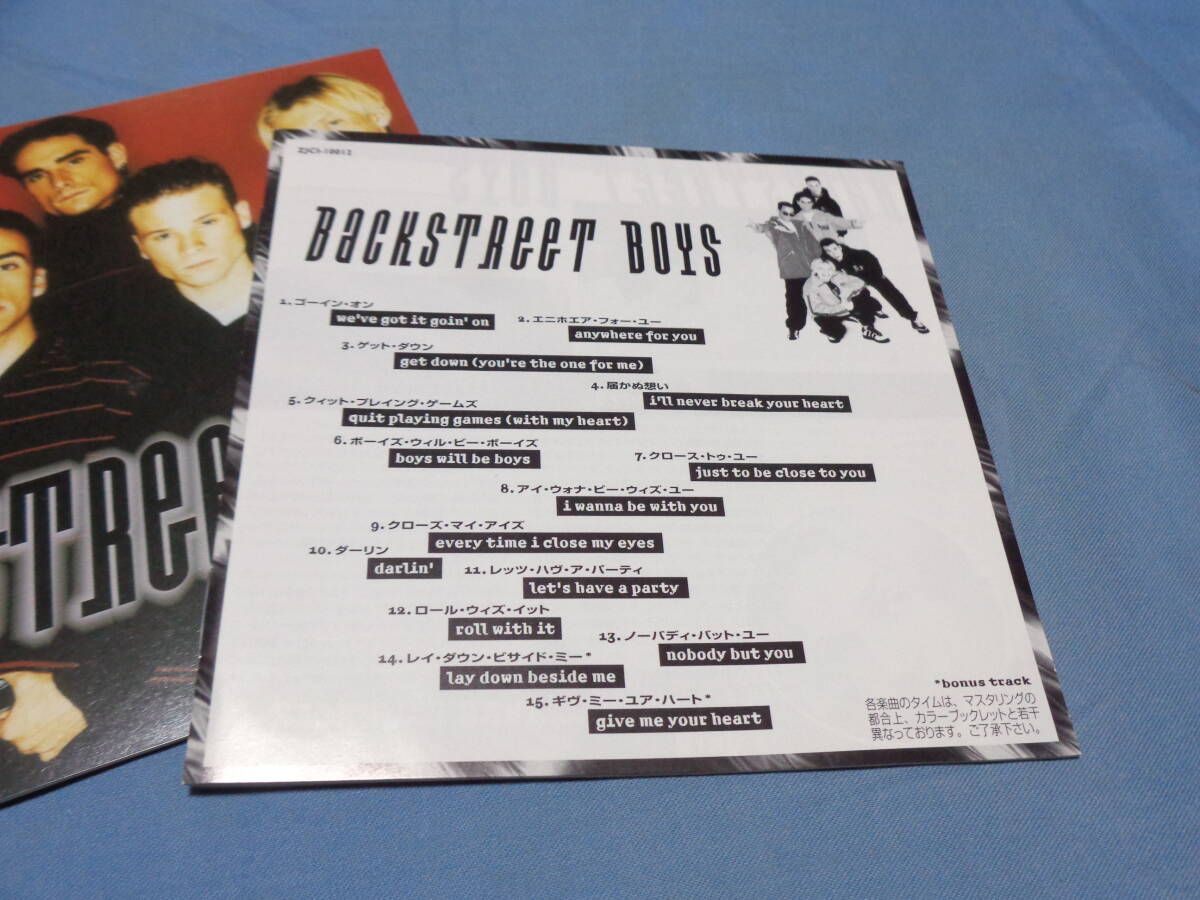 ZJCI-10012
BACKSTREET BOYS
1.ゴーイン・オン
we've got it goin' on
2.エニホエア・フォー・ユー
anywhere for you
3.ゲット・ダウン
get down (you're the one for me)
4.届かぬ想い
i'll never break your heart
5.クィット・プレイング・ゲームズ
quit playing games (with my heart)
6.ボーイズ・ウィル・ビー・ボーイズ
boys will be boys
7.クロース・トゥ・ユー
just to be close to you
8.アイ・ウォナ・ビー・ウィズ・ユー
i wanna be with you
9.クローズ・マイ・アイズ
every time i close my eyes
10.ダーリン
darlin'
11.レッツ・ハヴ・ア・パーティ
let's have a party
12.ロール・ウィズ・イット
roll with it
13.ノーバディ・バット・ユー
nobody but you
14.レイ・ダウン・ビサイド・ミー*
lay down beside me
15.ギヴ・ミー・ユア・ハート*
give me your heart
*bonus track
各楽曲のタイムは、マスタリングの
都合上、カラーブックレットと若干
異なっております。ご了承下さい。
STREE